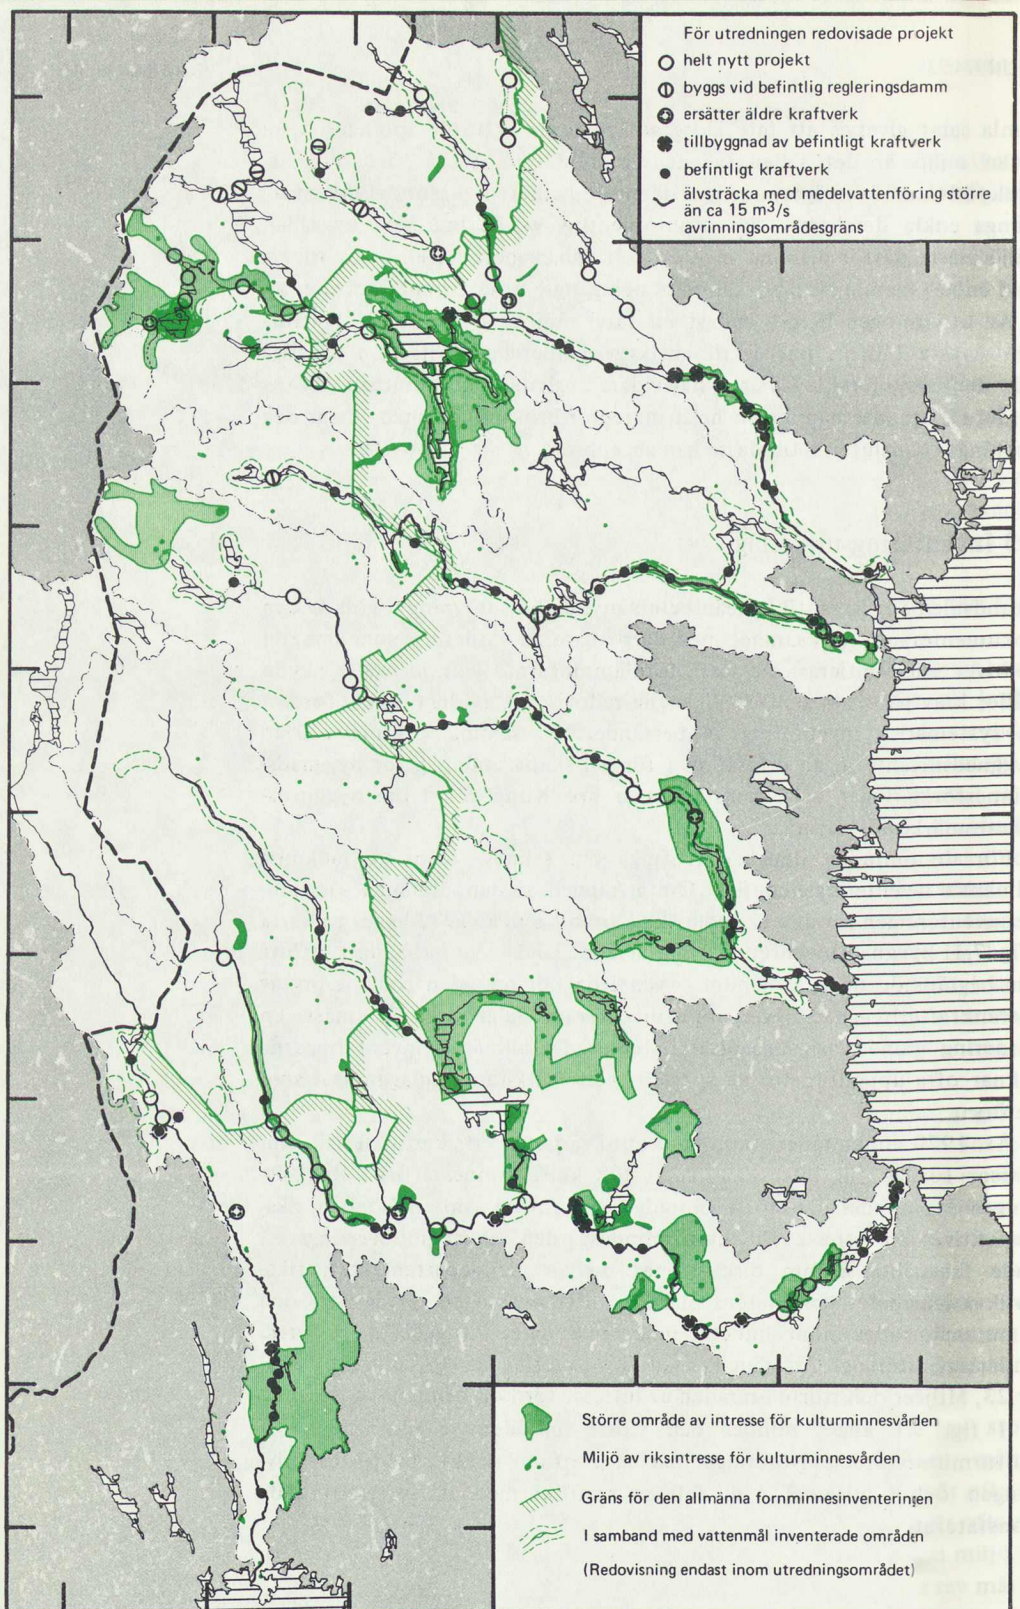 För utredningen redovisade projekt
helt nytt projekt
byggs vid befintlig regleringsdamm
ersätter äldre kraftverk
tillbyggnad av befintligt kraftverk
befintligt kraftverk
älvsträcka med medelvattenföring större
än ca 15 m³/s
avrinningsområdesgräns
Större område av intresse för kulturminnesvården
Miljö av riksintresse för kulturminnesvården
Gräns för den allmänna fornminnesinventeringen
I samband med vattenmål inventerade områden
(Redovisning endast inom utredningsområdet)